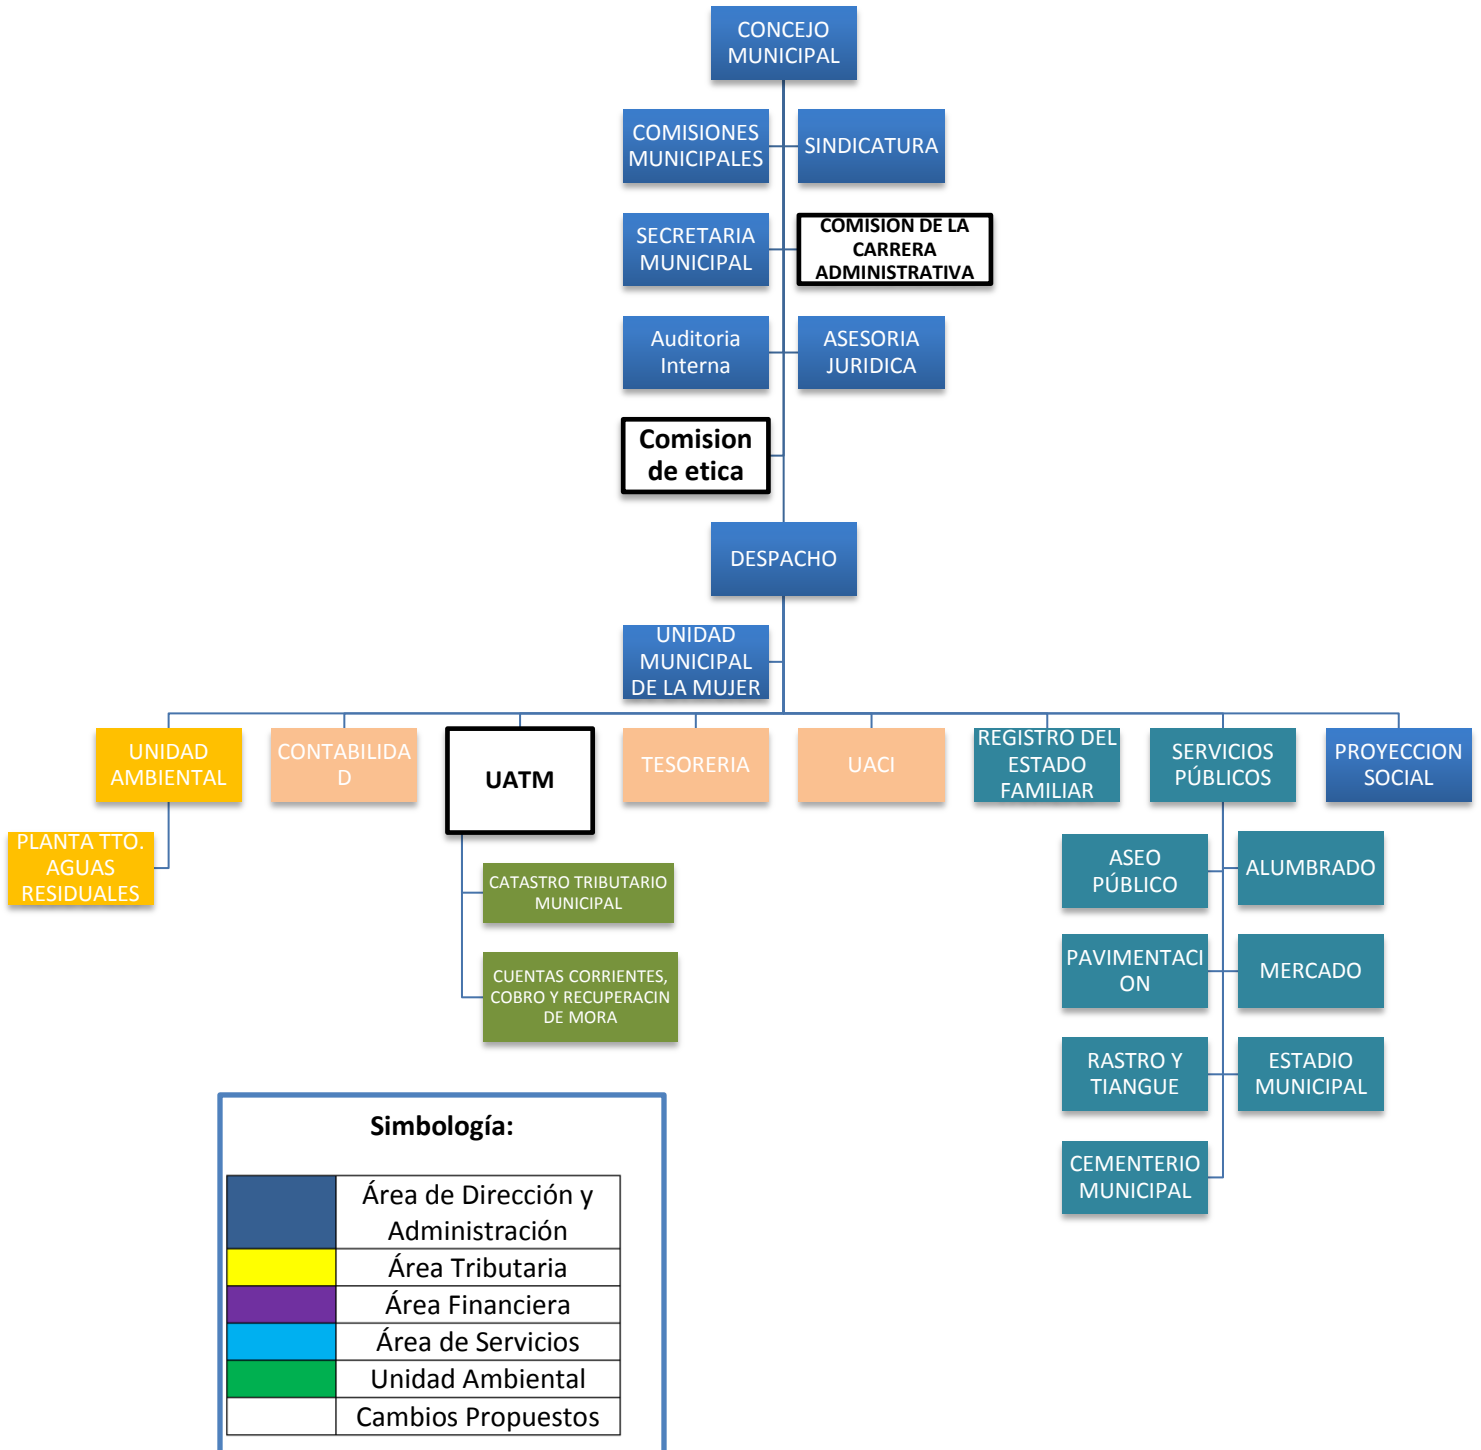 CONCEJO
MUNICIPAL
COMISIONES
MUNICIPALES
SINDICATURA
SECRETARIA
MUNICIPAL
COMISION DE LA
CARRERA
ADMINISTRATIVA
Auditoria
Interna
ASESORIA
JURIDICA
Comision
de etica
DESPACHO
UNIDAD
MUNICIPAL
DE LA MUJER
UNIDAD
AMBIENTAL
CONTABILIDA
D
UATM
TESORERIA
UACI
REGISTRO DEL
ESTADO
FAMILIAR
SERVICIOS
PÚBLICOS
PROYECCION
SOCIAL
PLANTA TTO.
AGUAS
RESIDUALES
CATASTRO TRIBUTARIO
MUNICIPAL
CUENTAS CORRIENTES,
COBRO Y RECUPERACIN
DE MORA
ASEO
PÚBLICO
ALUMBRADO
PAVIMENTACI
ON
MERCADO
RASTRO Y
TIANGUE
ESTADIO
MUNICIPAL
CEMENTERIO
MUNICIPAL
Simbología:
Área de Dirección y
Administración
Área Tributaria
Área Financiera
Área de Servicios
Unidad Ambiental
Cambios Propuestos